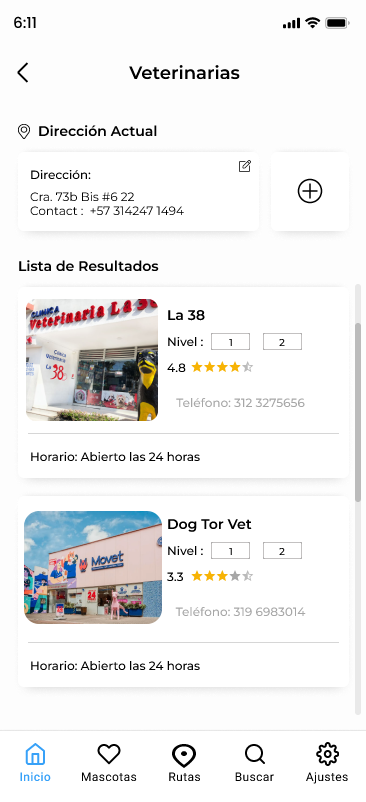 6:11
Veterinarias
Dirección Actual
Dirección:
Cra. 73b Bis #6 22
Contact : +57 314247 1494
Lista de Resultados
CLINICA
Veterinaria La 38
La 38
La 38
Nivel : 1 2
4.8
Teléfono: 312 3275656
Horario: Abierto las 24 horas
Movet
24
Dog Tor Vet
Nivel : 1 2
3.3
Teléfono: 319 6983014
Horario: Abierto las 24 horas
Inicio
Mascotas
Rutas
Buscar
Ajustes